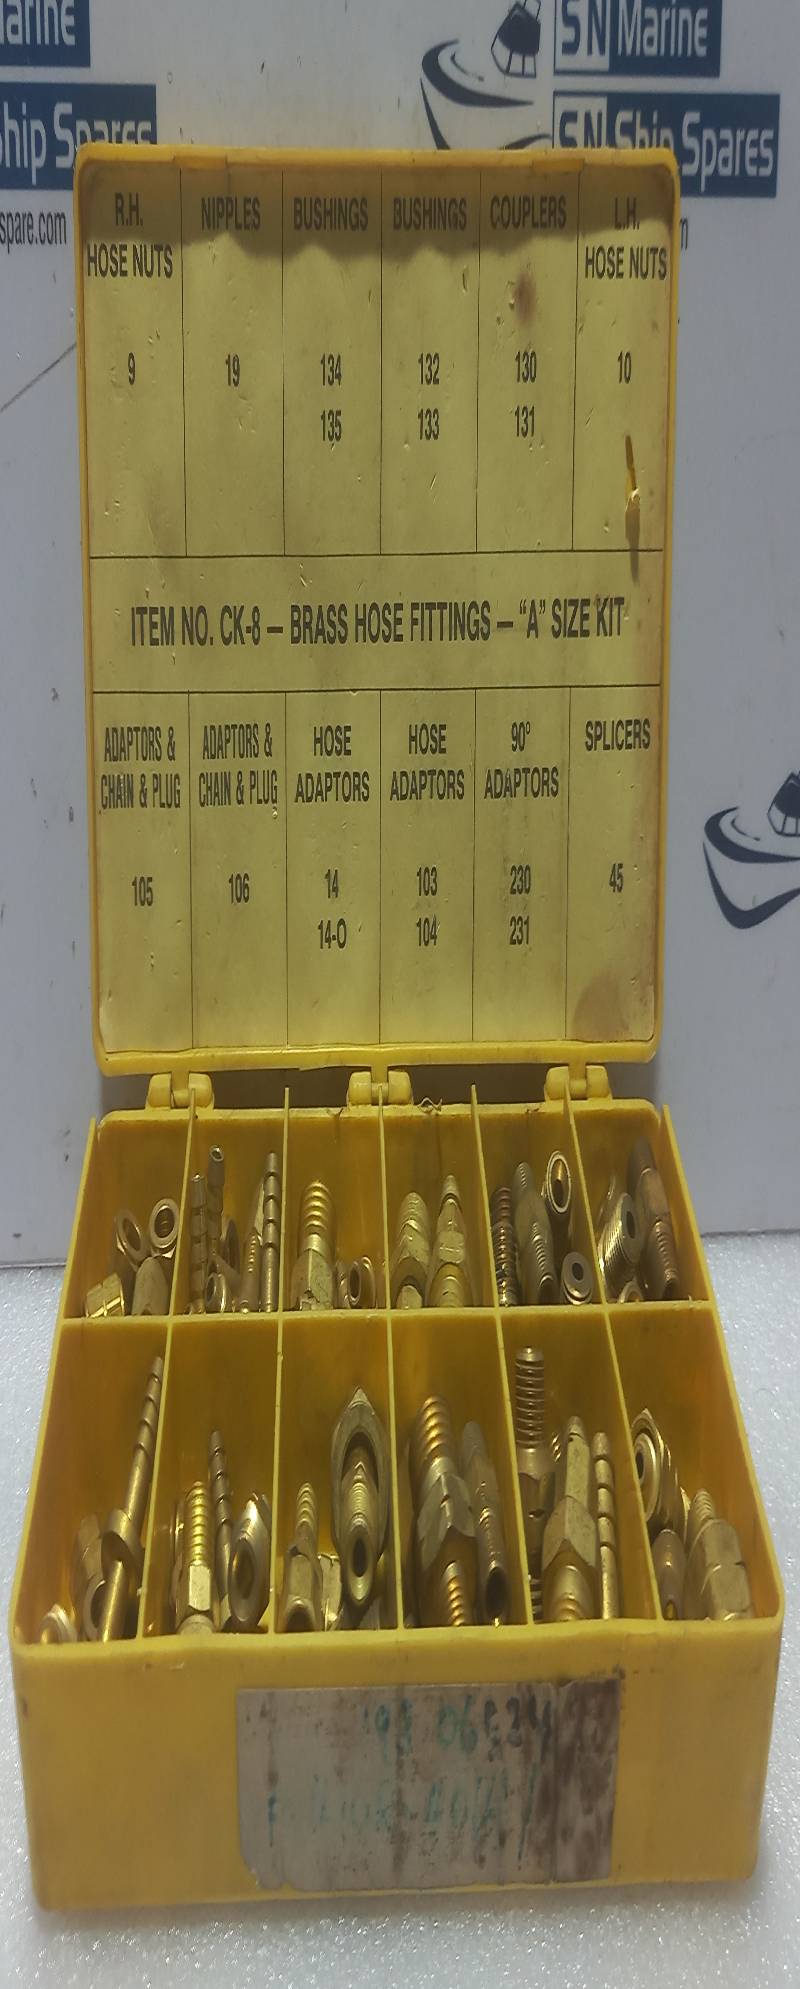 arine
SN Marine
hip Spares
SN Ship Spares
spare.com
m
R.H.
HOSE NUTS
9
NIPPLES
19
BUSHINGS
134
135
BUSHINGS
132
133
COUPLERS
130
131
L.H.
HOSE NUTS
10
ITEM NO. CK-8 — BRASS HOSE FITTINGS — “A” SIZE KIT
ADAPTORS &
CHAIN & PLUG
105
ADAPTORS &
CHAIN & PLUG
106
HOSE
ADAPTORS
14
14-O
HOSE
ADAPTORS
103
104
90º
ADAPTORS
230
231
SPLICERS
45